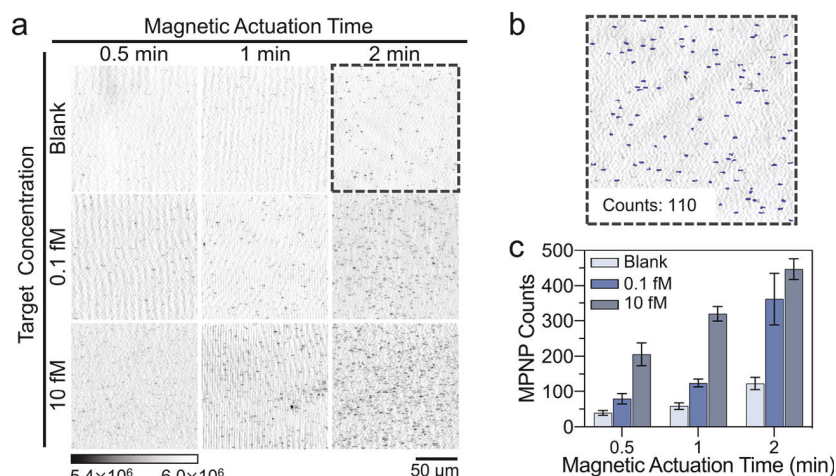 a
Magnetic Actuation Time
0.5 min 1 min 2 min
Target Concentration
Blank
0.1 fM
10 fM
5.4×10⁶ 6.0×10⁶
50 µm
b
Counts: 110
c
MPNP Counts
500
400
300
200
100
0
Blank
0.1 fM
10 fM
0.5 1 2
Magnetic Actuation Time (min)